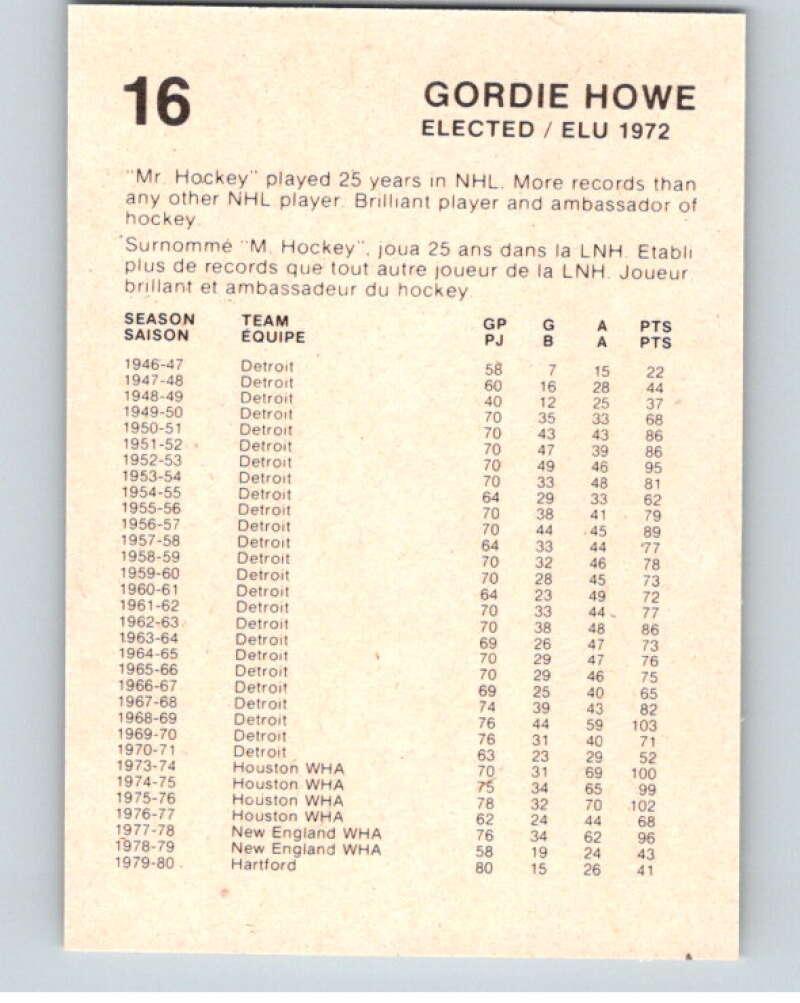 16
GORDIE HOWE
ELECTED / ELU 1972
"Mr. Hockey" played 25 years in NHL. More records than
any other NHL player. Brilliant player and ambassador of
hockey.
Surnommé "M. Hockey", joua 25 ans dans la LNH. Etabli
plus de records que tout autre joueur de la LNH. Joueur
brillant et ambassadeur du hockey.
SEASON TEAM GP G A PTS
SAISON ÉQUIPE PJ B A PTS
1946-47 Detroit 58 7 15 22
1947-48 Detroit 60 16 28 44
1948-49 Detroit 40 12 25 37
1949-50 Detroit 70 35 33 68
1950-51 Detroit 70 43 43 86
1951-52 Detroit 70 47 39 86
1952-53 Detroit 70 49 46 95
1953-54 Detroit 70 33 48 81
1954-55 Detroit 64 29 33 62
1955-56 Detroit 70 38 41 79
1956-57 Detroit 70 44 45 89
1957-58 Detroit 64 33 44 77
1958-59 Detroit 70 32 46 78
1959-60 Detroit 70 28 45 73
1960-61 Detroit 64 23 49 72
1961-62 Detroit 70 33 44 77
1962-63 Detroit 70 38 48 86
1963-64 Detroit 69 26 47 73
1964-65 Detroit 70 29 47 76
1965-66 Detroit 70 29 46 75
1966-67 Detroit 69 25 40 65
1967-68 Detroit 74 39 43 82
1968-69 Detroit 76 44 59 103
1969-70 Detroit 76 31 40 71
1970-71 Detroit 63 23 29 52
1973-74 Houston WHA 70 31 69 100
1974-75 Houston WHA 75 34 65 99
1975-76 Houston WHA 78 32 70 102
1976-77 Houston WHA 62 24 44 68
1977-78 New England WHA 76 34 62 96
1978-79 New England WHA 58 19 24 43
1979-80 Hartford 80 15 26 41